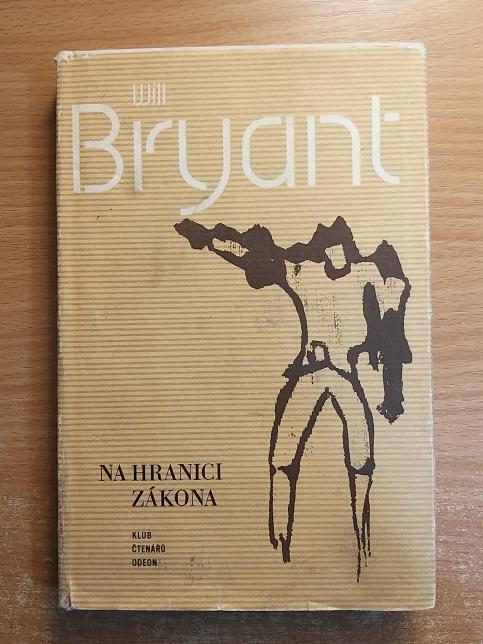 Will
Bryant
NA HRANICI
ZÁKONA
KLUB
ČTENÁŘŮ
ODEON